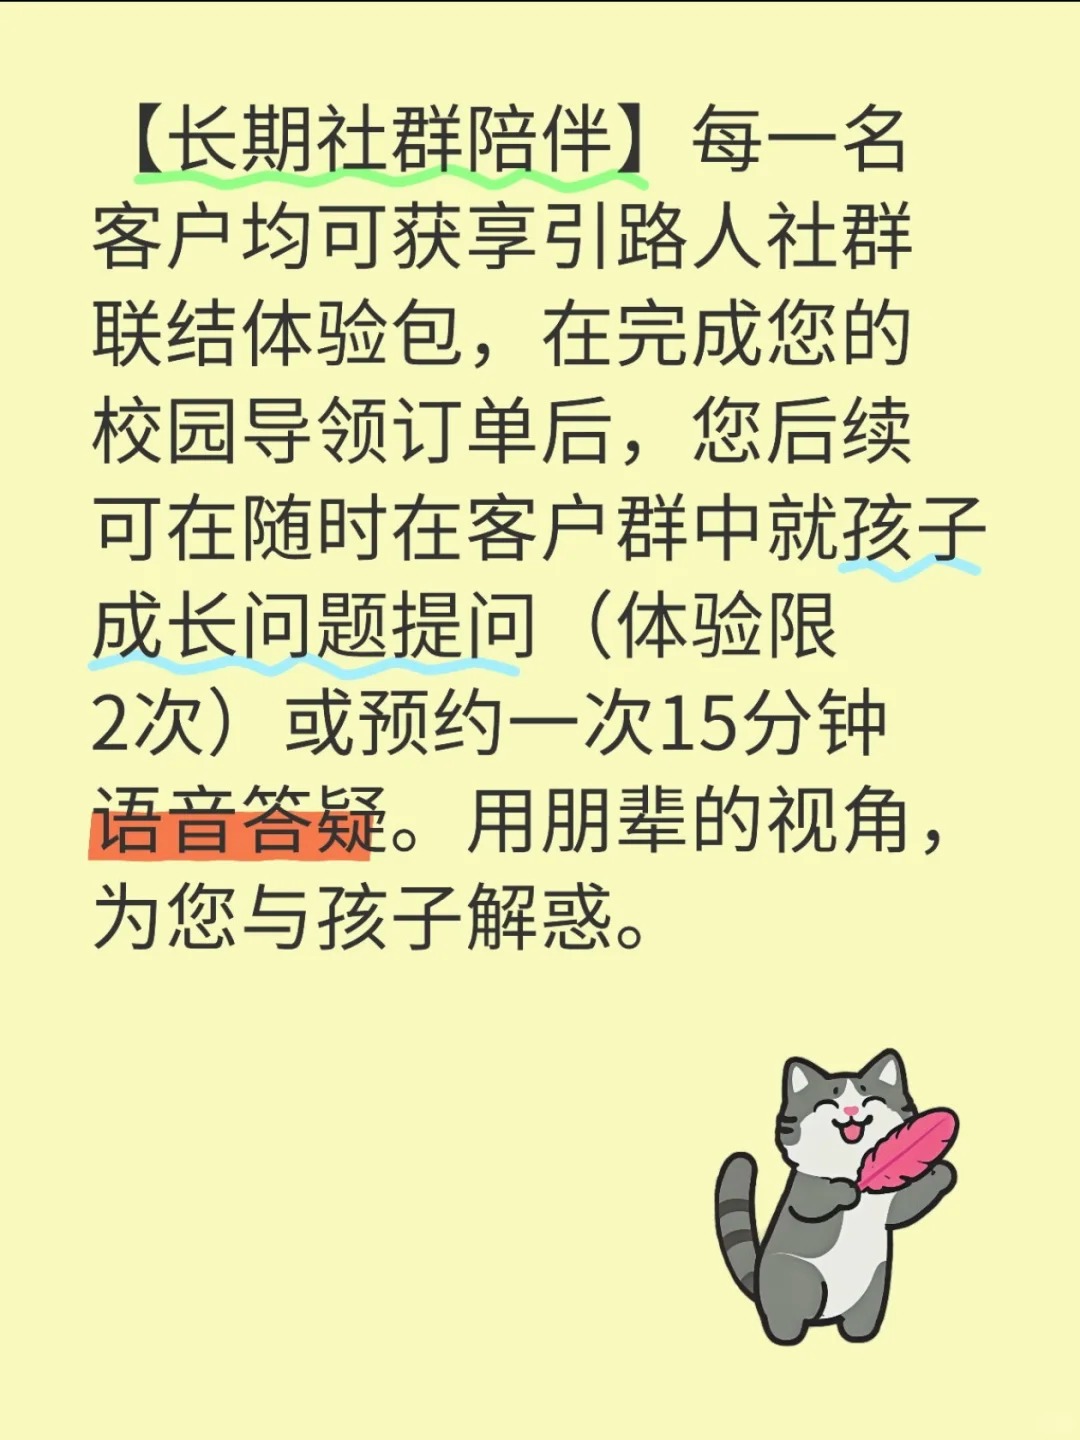 【长期社群陪伴】每一名
客户均可获享引路人社群
联结体验包，在完成您的
校园导领订单后，您后续
可在随时在客户群中就孩子
成长问题提问（体验限
2次）或预约一次15分钟
语音答疑。用朋辈的视角，
为您与孩子解惑。